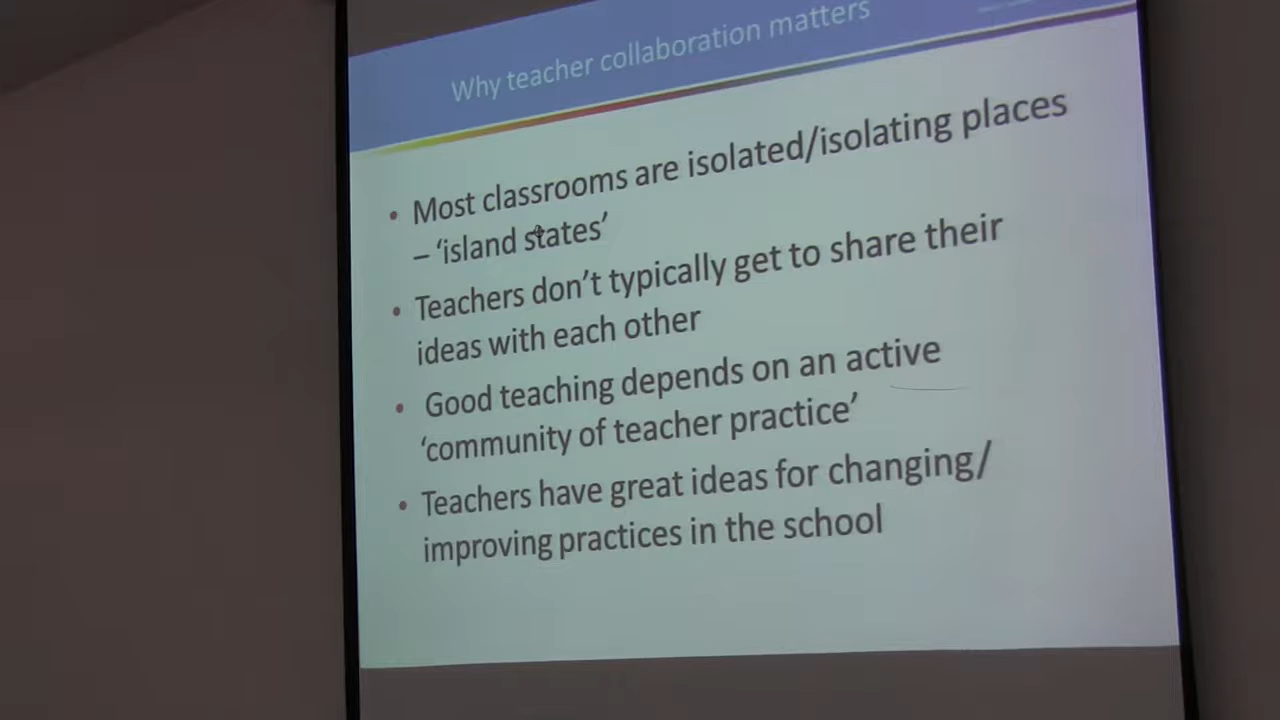 Why teacher collaboration matters
• Most classrooms are isolated/isolating places
– ‘island states’
• Teachers don’t typically get to share their
ideas with each other
• Good teaching depends on an active
‘community of teacher practice’
• Teachers have great ideas for changing/
improving practices in the school